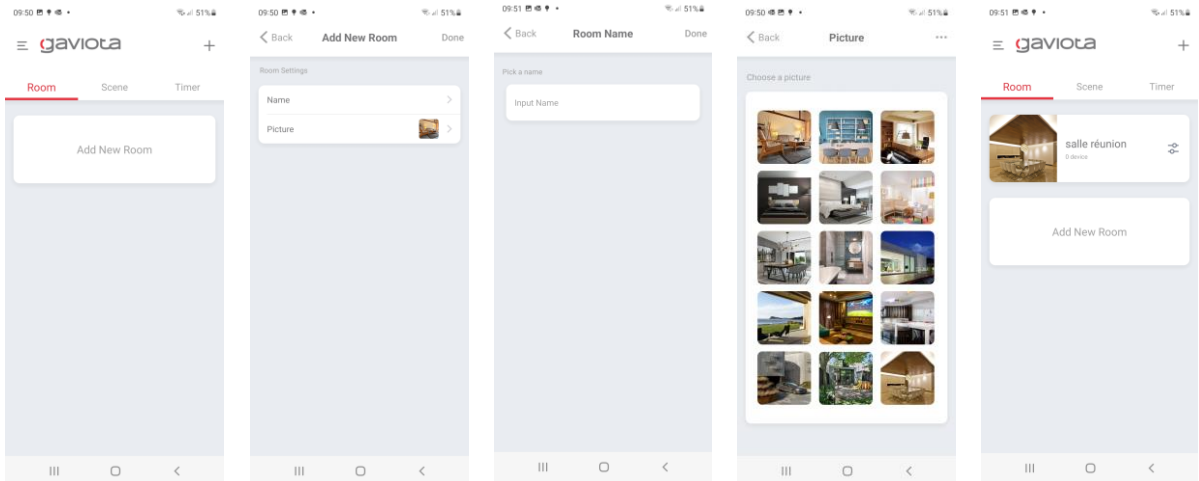 09:50 51%
gaviota
Room Scene Timer
Add New Room
09:50 51%
Back Add New Room Done
Room Settings
Name
Picture
09:51 51%
Back Room Name Done
Pick a name
Input Name
09:50 51%
Back Picture ...
Choose a picture
09:51 51%
gaviota
Room Scene Timer
salle réunion
0 device
Add New Room